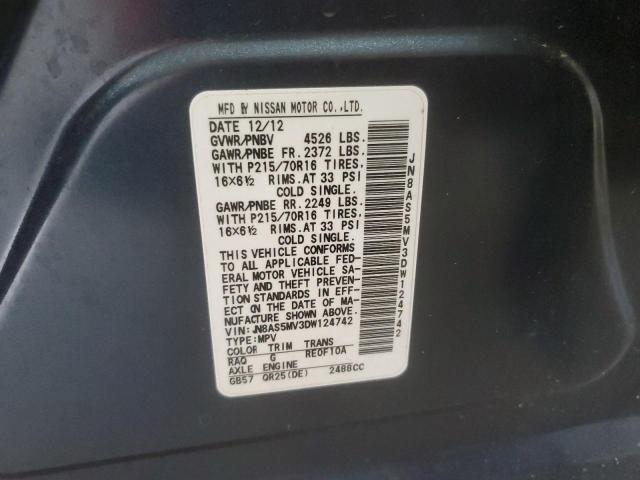 MFD BY NISSAN MOTOR CO.,LTD.
DATE 12/12
GVWR/PNBV 4526 LBS.
GAWR/PNBE FR.2372 LBS.
WITH P215/70R16 TIRES,
16×6½ RIMS.AT 33 PSI
COLD SINGLE.
GAWR/PNBE RR.2249 LBS.
WITH P215/70R16 TIRES,
16×6½ RIMS.AT 33 PSI
COLD SINGLE.
THIS VEHICLE CONFORMS
TO ALL APPLICABLE FED-
ERAL MOTOR VEHICLE SA-
FETY AND THEFT PREVEN-
TION STANDARDS IN EFF-
ECT ON THE DATE OF MA-
NUFACTURE SHOWN ABOVE.
VIN:JN8AS5MV3DW124742
TYPE:MPV
COLOR TRIM TRANS
RAQ G RE0F10A
AXLE ENGINE
GB57 QR25(DE) 2488CC
JN8AS5MV3DW124742